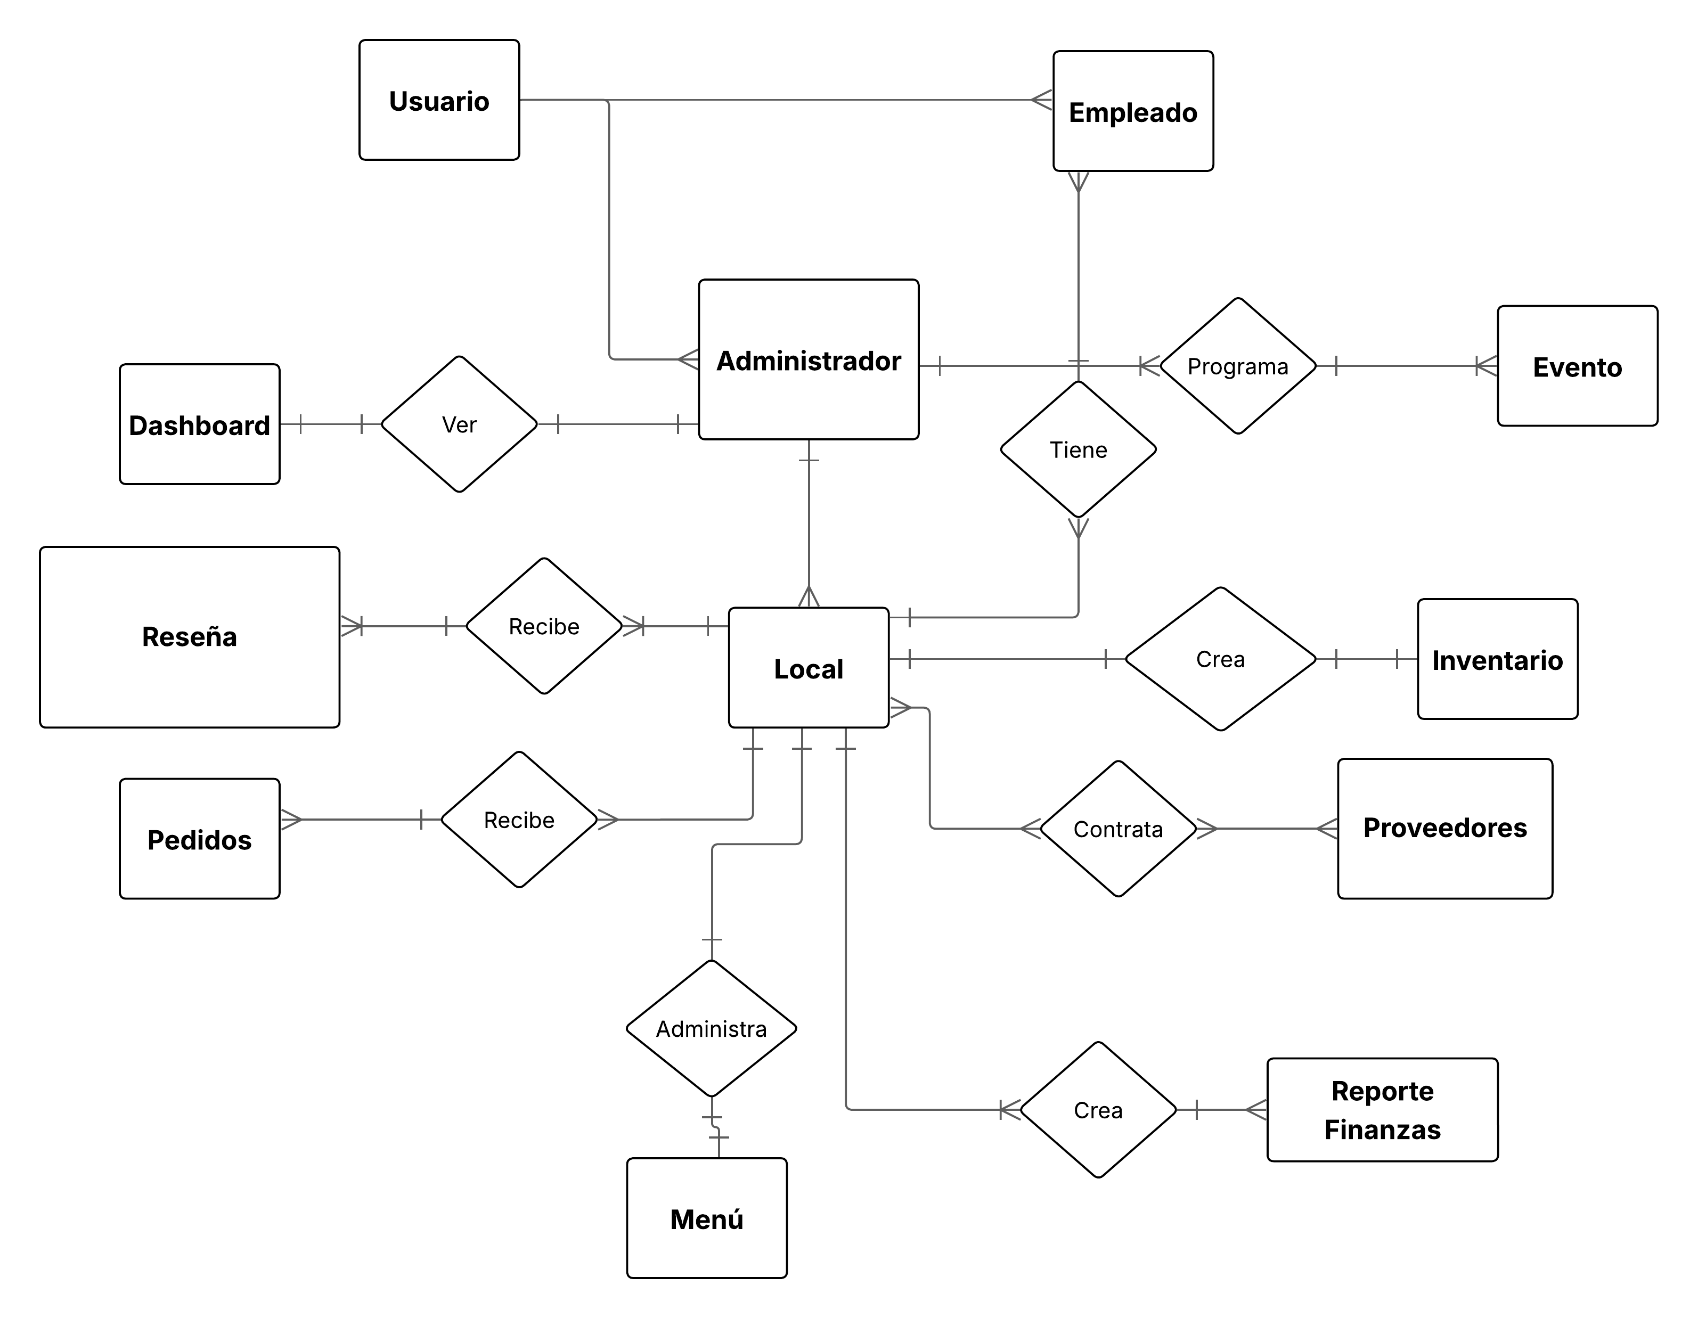 Usuario
Empleado
Administrador
Programa
Evento
Dashboard
Ver
Tiene
Reseña
Recibe
Local
Crea
Inventario
Pedidos
Recibe
Contrata
Proveedores
Administra
Crea
Reporte
Finanzas
Menú